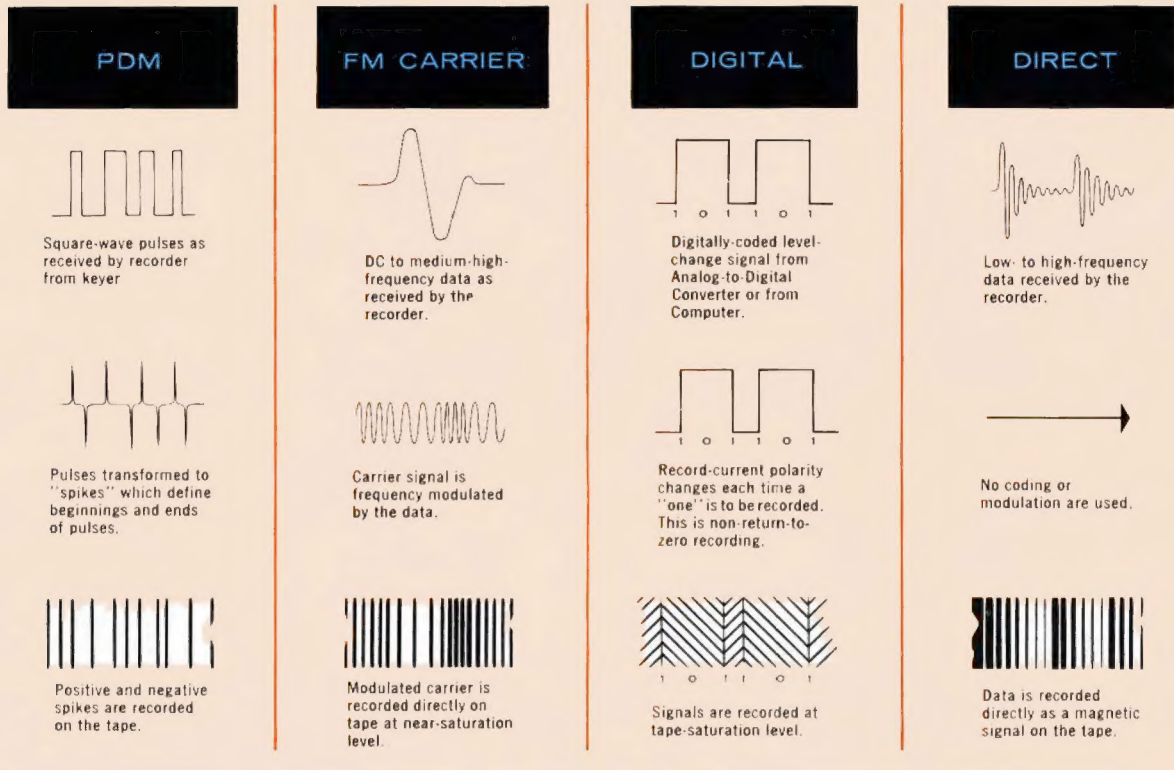 PDM
Square-wave pulses as
received by recorder
from keyer
Pulses transformed to
"spikes" which define
beginnings and ends
of pulses.
Positive and negative
spikes are recorded
on the tape.
FM CARRIER
DC to medium-high-
frequency data as
received by the
recorder.
Carrier signal is
frequency modulated
by the data.
Modulated carrier is
recorded directly on
tape at near-saturation
level.
DIGITAL
1 0 1 1 0 1
Digitally-coded level-
change signal from
Analog-to-Digital
Converter or from
Computer.
1 0 1 1 0 1
Record-current polarity
changes each time a
"one" is to be recorded.
This is non-return-to-
zero recording.
1 0 1 1 0 1
Signals are recorded at
tape-saturation level.
DIRECT
Low- to high-frequency
data received by the
recorder.
No coding or
modulation are used.
Data is recorded
directly as a magnetic
signal on the tape.